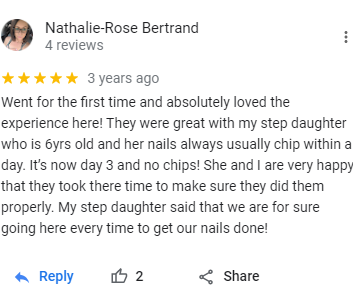 Nathalie-Rose Bertrand
4 reviews
3 years ago
Went for the first time and absolutely loved the
experience here! They were great with my step daughter
who is 6yrs old and her nails always usually chip within a
day. It's now day 3 and no chips! She and I are very happy
that they took there time to make sure they did them
properly. My step daughter said that we are for sure
going here every time to get our nails done!
Reply 2 Share